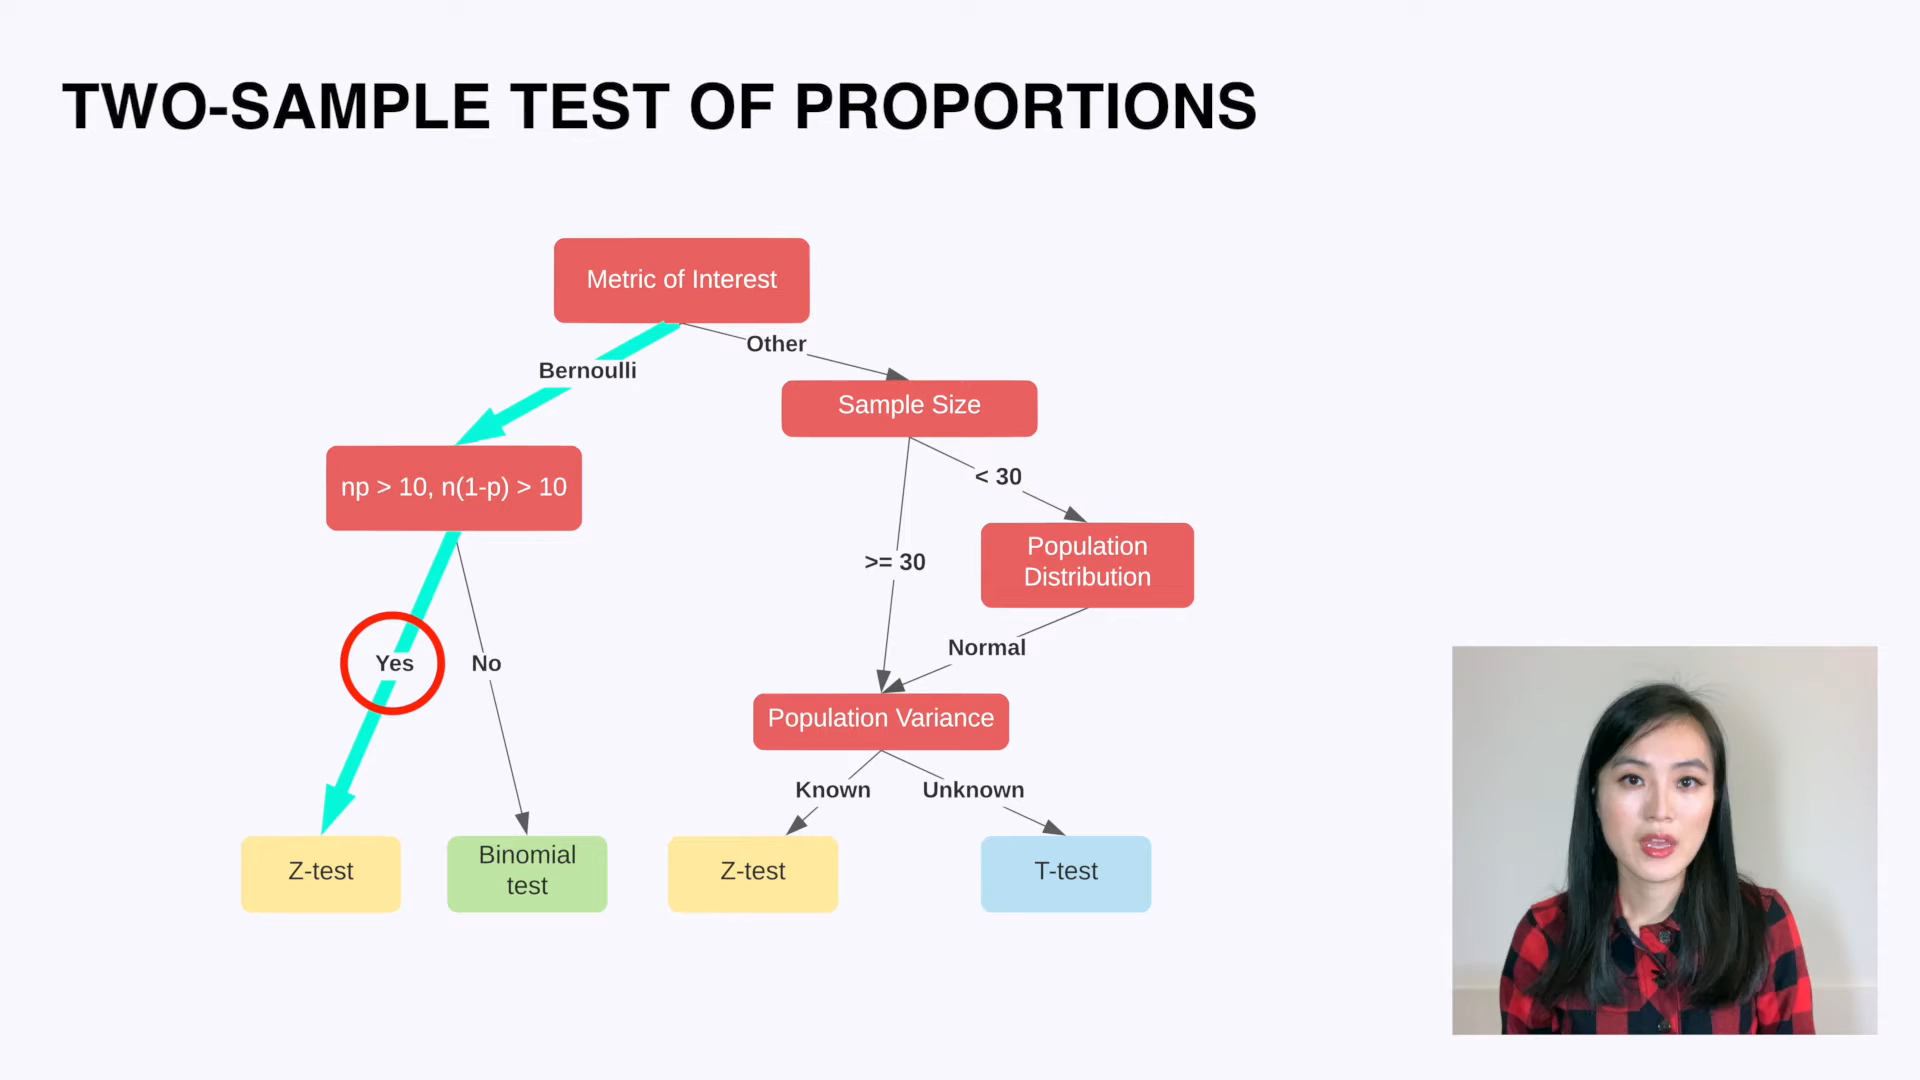 TWO-SAMPLE TEST OF PROPORTIONS
Metric of Interest
Other
Bernoulli
Sample Size
np > 10, n(1-p) > 10
< 30
Population
Distribution
>= 30
Normal
Yes
No
Population Variance
Known
Unknown
Z-test
Binomial
test
Z-test
T-test